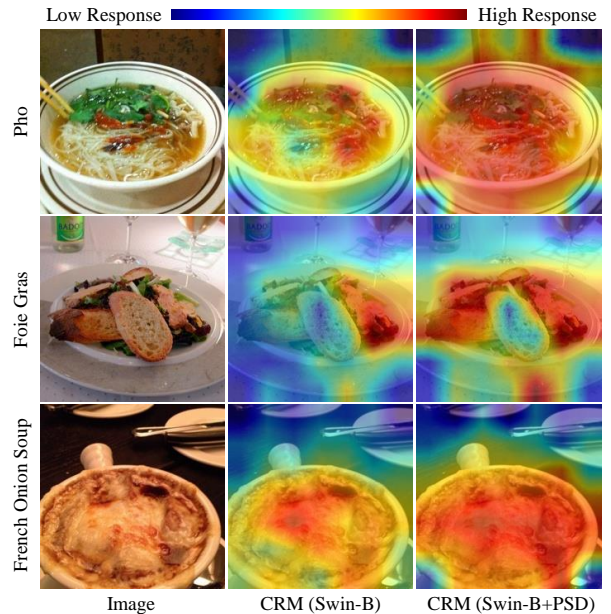 Low Response High Response
Pho
Foie Gras
French Onion Soup
Image CRM (Swin-B) CRM (Swin-B+PSD)